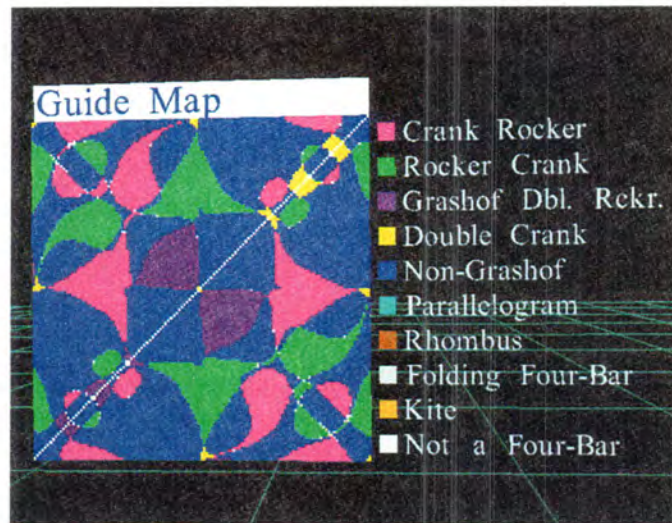 Guide Map
Crank Rocker
Rocker Crank
Grashof Dbl. Rckr.
Double Crank
Non-Grashof
Parallelogram
Rhombus
Folding Four-Bar
Kite
Not a Four-Bar